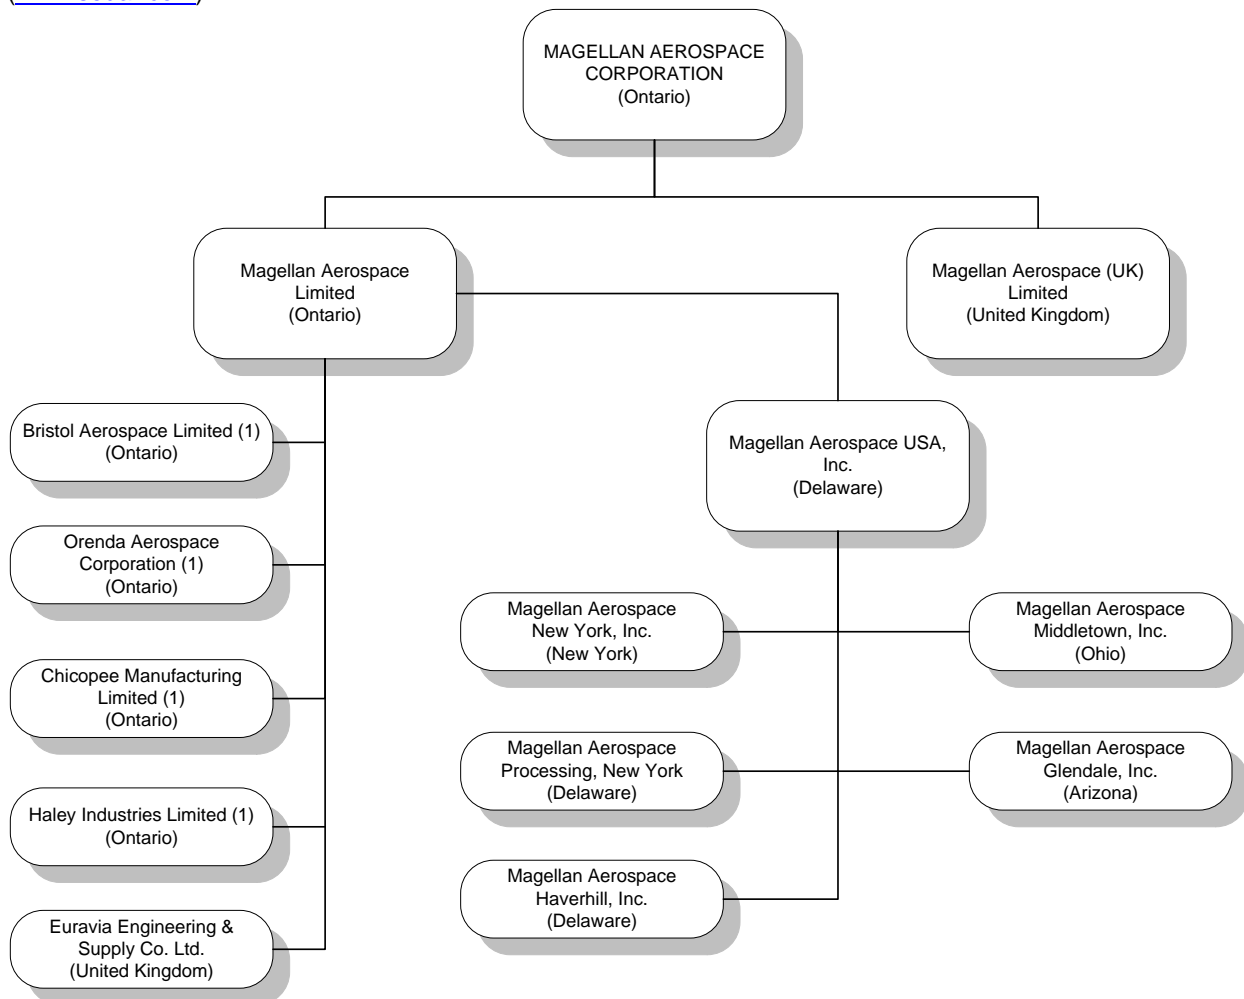 MAGELLAN AEROSPACE
CORPORATION
(Ontario)
Magellan Aerospace
Limited
(Ontario)
Magellan Aerospace (UK)
Limited
(United Kingdom)
Bristol Aerospace Limited (1)
(Ontario)
Magellan Aerospace USA,
Inc.
(Delaware)
Orenda Aerospace
Corporation (1)
(Ontario)
Magellan Aerospace
New York, Inc.
(New York)
Magellan Aerospace
Middletown, Inc.
(Ohio)
Chicopee Manufacturing
Limited (1)
(Ontario)
Magellan Aerospace
Processing, New York
(Delaware)
Magellan Aerospace
Glendale, Inc.
(Arizona)
Haley Industries Limited (1)
(Ontario)
Magellan Aerospace
Haverhill, Inc.
(Delaware)
Euravia Engineering &
Supply Co. Ltd.
(United Kingdom)